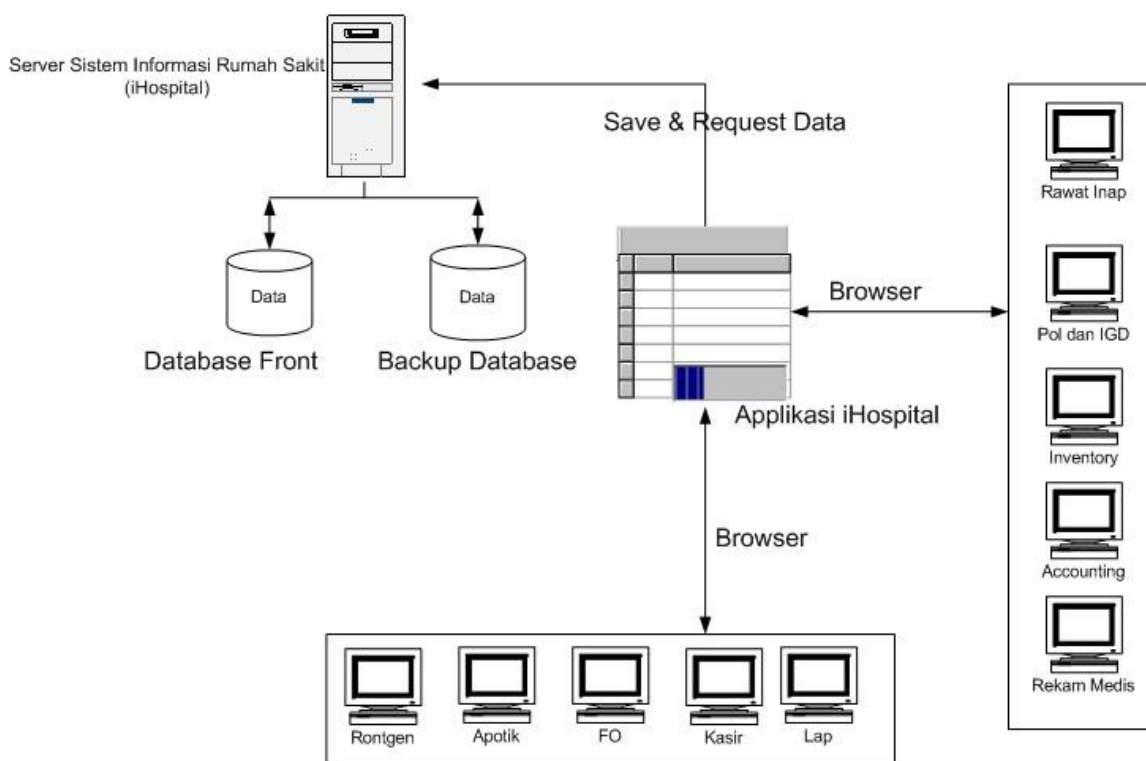 Server Sistem Informasi Rumah Sakit
(iHospital)
Save & Request Data
Data
Data
Database Front
Backup Database
Browser
Applikasi iHospital
Browser
Rawat Inap
Pol dan IGD
Inventory
Accounting
Rekam Medis
Rontgen
Apotik
FO
Kasir
Lap